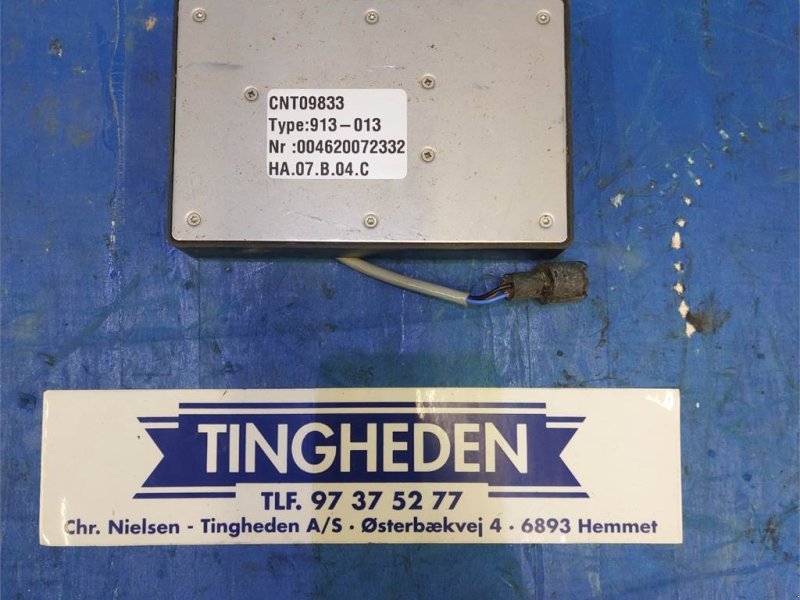 CNT09833
Type:913-013
Nr :004620072332
HA.07.B.04.C
TINGHEDEN
TLF. 97 37 52 77
Chr. Nielsen - Tingheden A/S · Østerbækvej 4 · 6893 Hemmet